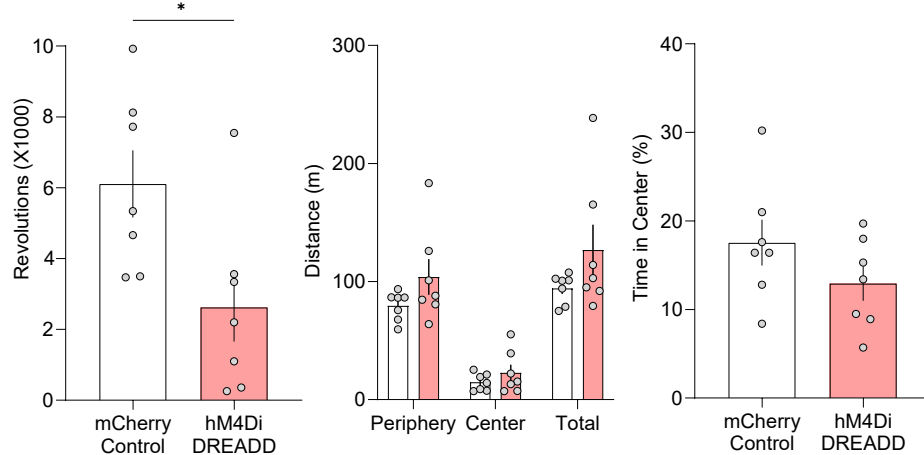 *
Revolutions (X1000)
10
8
6
4
2
0
mCherry
Control
hM4Di
DREADD
Distance (m)
300
200
100
0
Periphery
Center
Total
Time in Center (%)
40
30
20
10
0
mCherry
Control
hM4Di
DREADD